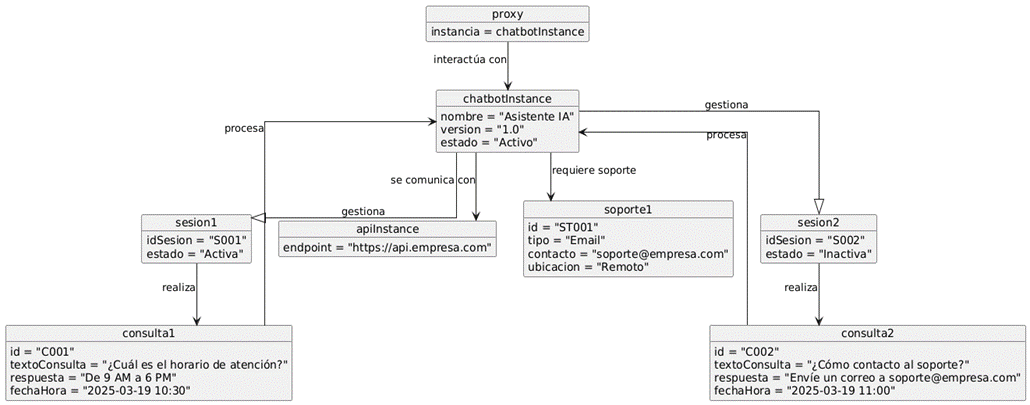 proxy
instancia = chatbotInstance
interactúa con
chatbotInstance
nombre = "Asistente IA"
version = "1.0"
estado = "Activo"
gestiona
procesa
procesa
se comunica con
requiere soporte
gestiona
sesion1
idSesion = "S001"
estado = "Activa"
apiInstance
endpoint = "https://api.empresa.com"
soporte1
id = "ST001"
tipo = "Email"
contacto = "soporte@empresa.com"
ubicacion = "Remoto"
sesion2
idSesion = "S002"
estado = "Inactiva"
realiza
realiza
consulta1
id = "C001"
textoConsulta = "¿Cuál es el horario de atención?"
respuesta = "De 9 AM a 6 PM"
fechaHora = "2025-03-19 10:30"
consulta2
id = "C002"
textoConsulta = "¿Cómo contacto al soporte?"
respuesta = "Envíe un correo a soporte@empresa.com"
fechaHora = "2025-03-19 11:00"